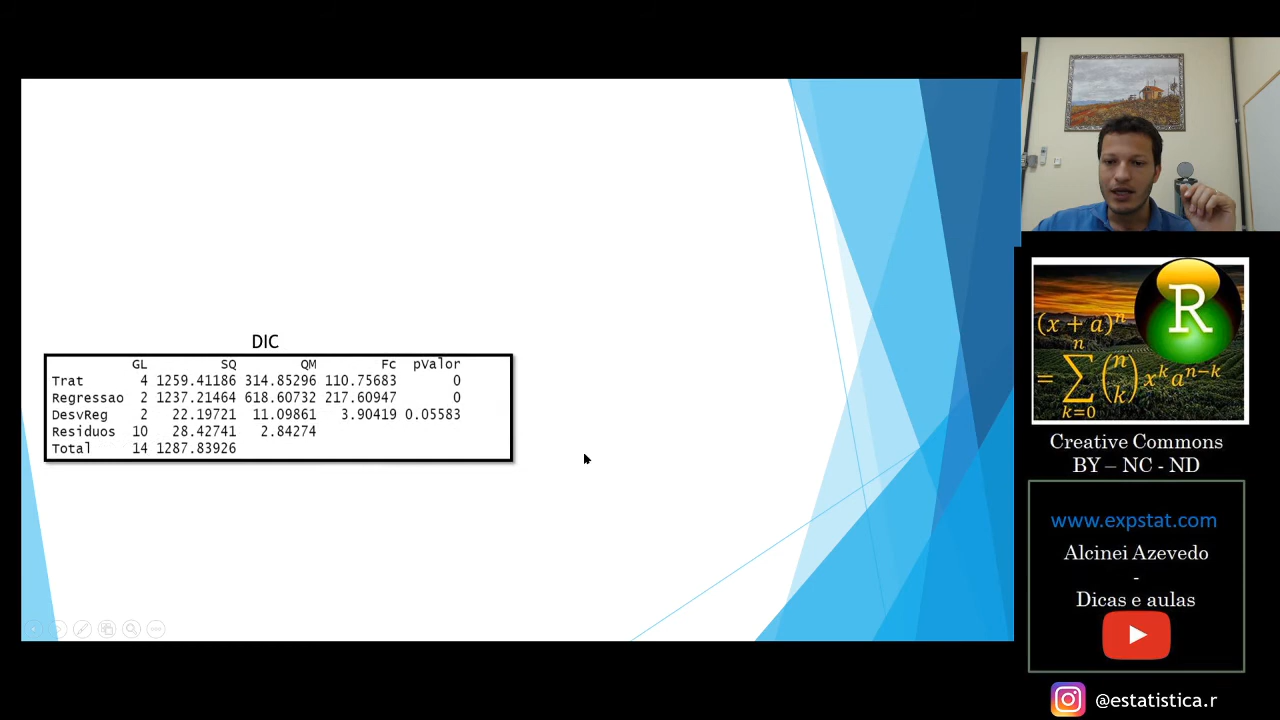 DIC
GL SQ QM Fc pValor
Trat 4 1259.41186 314.85296 110.75683 0
Regressao 2 1237.21464 618.60732 217.60947 0
DesvReg 2 22.19721 11.09861 3.90419 0.05583
Residuos 10 28.42741 2.84274
Total 14 1287.83926
R
(x + a)ⁿ
n
= ∑ (n k) xᵏ aⁿ⁻ᵏ
k=0
Creative Commons
BY – NC - ND
www.expstat.com
Alcinei Azevedo
-
Dicas e aulas
@estatistica.r